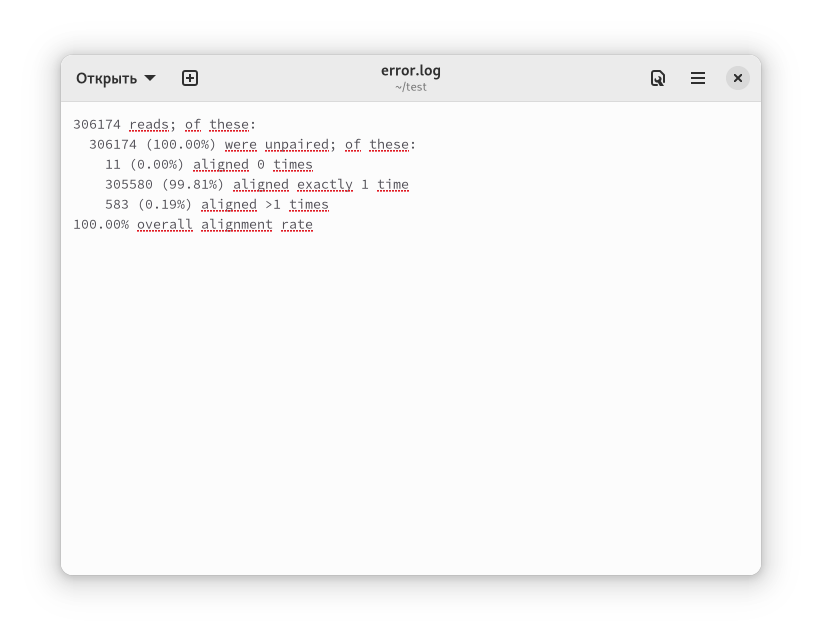 Открыть
error.log
~/test
306174 reads; of these:
  306174 (100.00%) were unpaired; of these:
    11 (0.00%) aligned 0 times
    305580 (99.81%) aligned exactly 1 time
    583 (0.19%) aligned >1 times
100.00% overall alignment rate